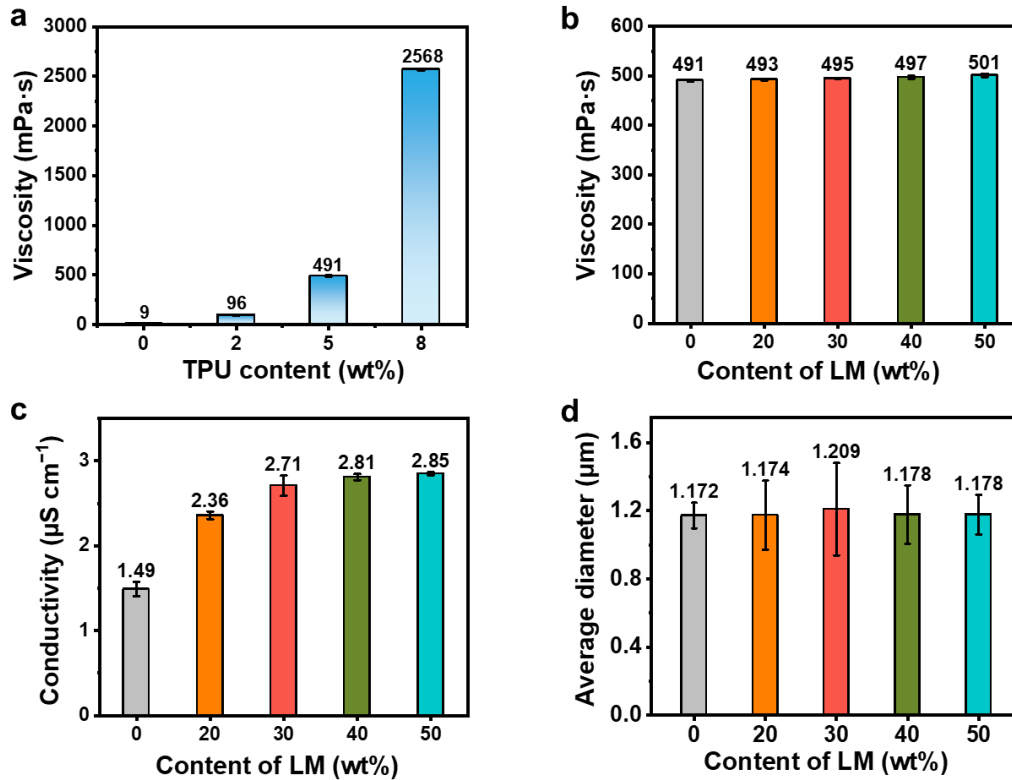 a
3000
2500
2000
1500
1000
500
0
Viscosity (mPa·s)
9
96
491
2568
0 2 5 8
TPU content (wt%)
b
600
500
400
300
200
100
0
Viscosity (mPa·s)
491 493 495 497 501
0 20 30 40 50
Content of LM (wt%)
c
3
2
1
0
Conductivity (μS cm⁻¹)
1.49
2.36
2.71
2.81
2.85
0 20 30 40 50
Content of LM (wt%)
d
1.6
1.2
0.8
0.4
0.0
Average diameter (μm)
1.172
1.174
1.209
1.178
1.178
0 20 30 40 50
Content of LM (wt%)